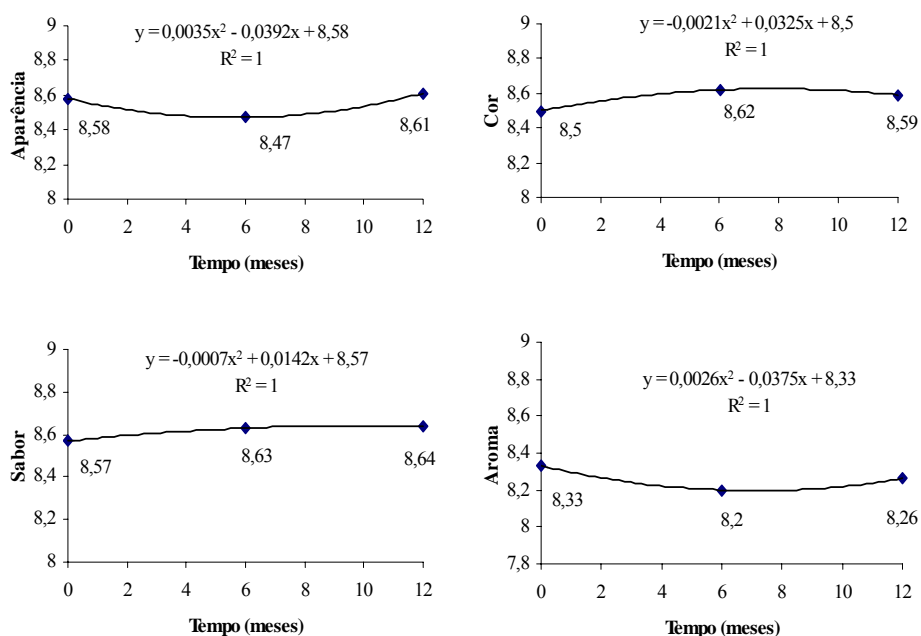 y = 0,0035x² - 0,0392x + 8,58
R² = 1
9
8,8
8,6
8,4
8,2
8
Aparência
8,58
8,47
8,61
0 2 4 6 8 10 12
Tempo (meses)
y = -0,0021x² + 0,0325x + 8,5
R² = 1
9
8,8
8,6
8,4
8,2
8
Cor
8,5
8,62
8,59
0 2 4 6 8 10 12
Tempo (meses)
y = -0,0007x² + 0,0142x + 8,57
R² = 1
9
8,8
8,6
8,4
8,2
8
Sabor
8,57
8,63
8,64
0 2 4 6 8 10 12
Tempo (meses)
y = 0,0026x² - 0,0375x + 8,33
R² = 1
9
8,8
8,6
8,4
8,2
8
7,8
Aroma
8,33
8,2
8,26
0 2 4 6 8 10 12
Tempo (meses)